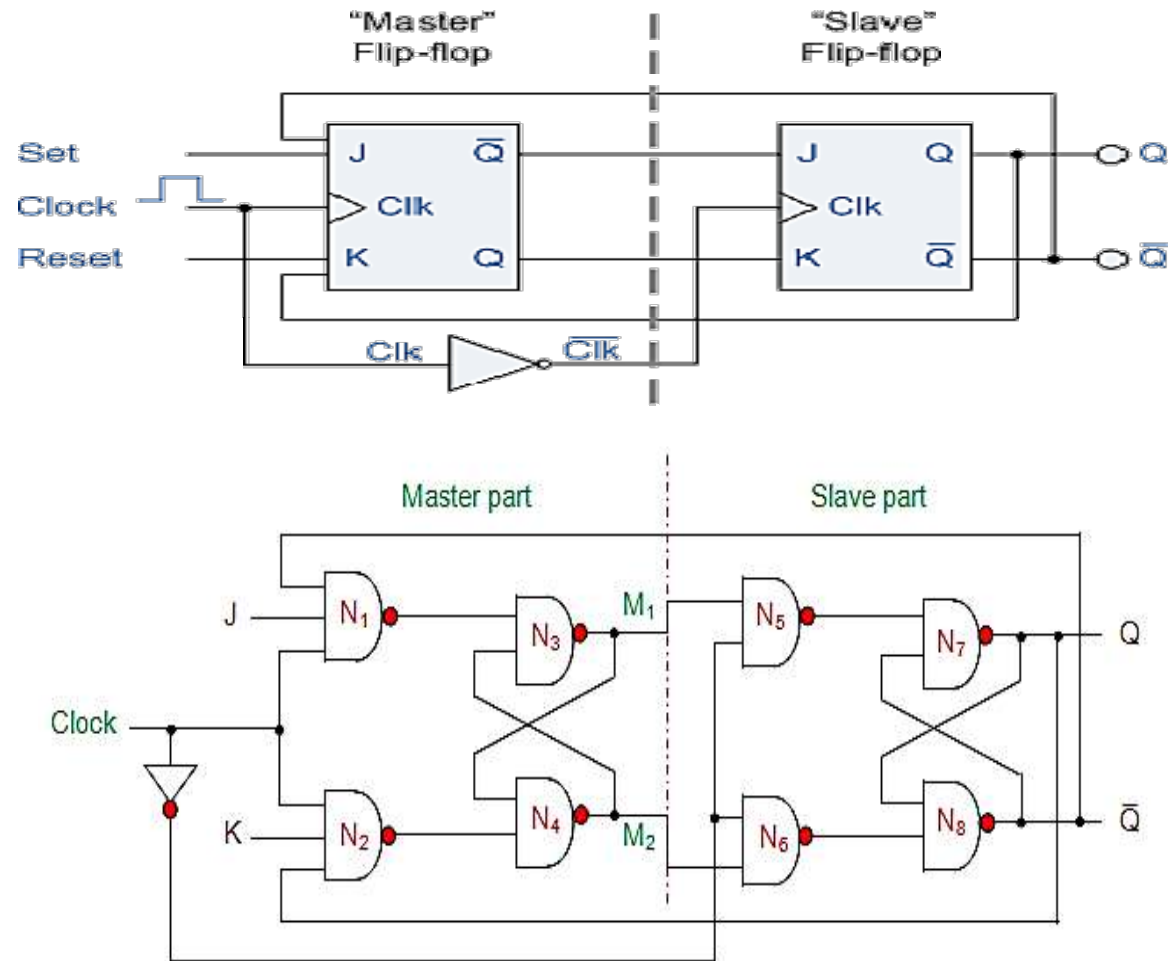 “Master” “Slave”
Flip-flop Flip-flop
Set J Q̅ J Q Q
Clock Clk Clk
Reset K Q K Q̅ Q̅
Clk C̅l̅k̅
Master part Slave part
J N₁ N₃ M₁ N₅ N₇ Q
Clock
K N₂ N₄ M₂ N₆ N₈ Q̅